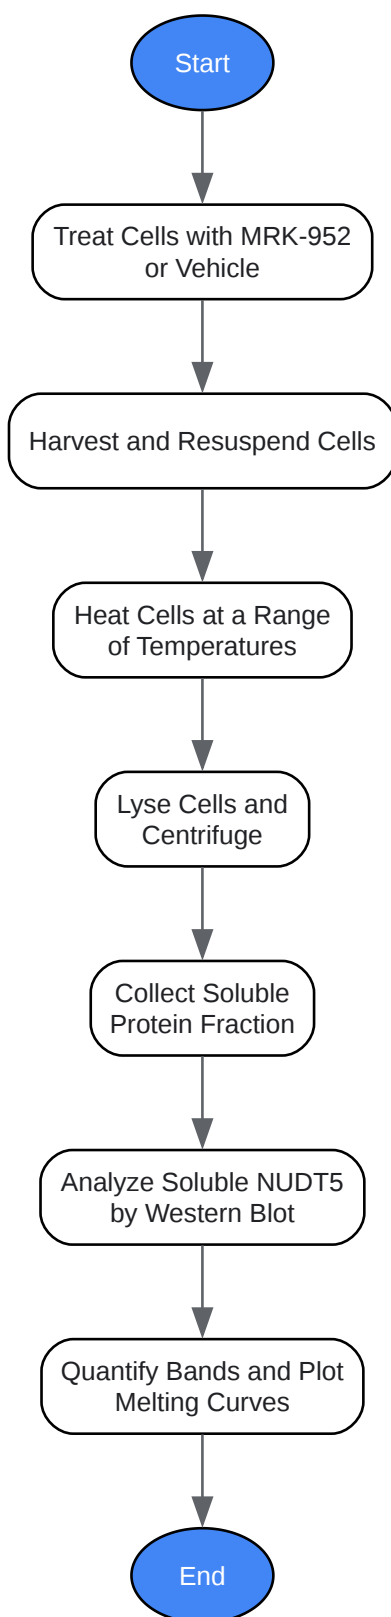 Start
Treat Cells with MRK-952
or Vehicle
Harvest and Resuspend Cells
Heat Cells at a Range
of Temperatures
Lyse Cells and
Centrifuge
Collect Soluble
Protein Fraction
Analyze Soluble NUDT5
by Western Blot
Quantify Bands and Plot
Melting Curves
End